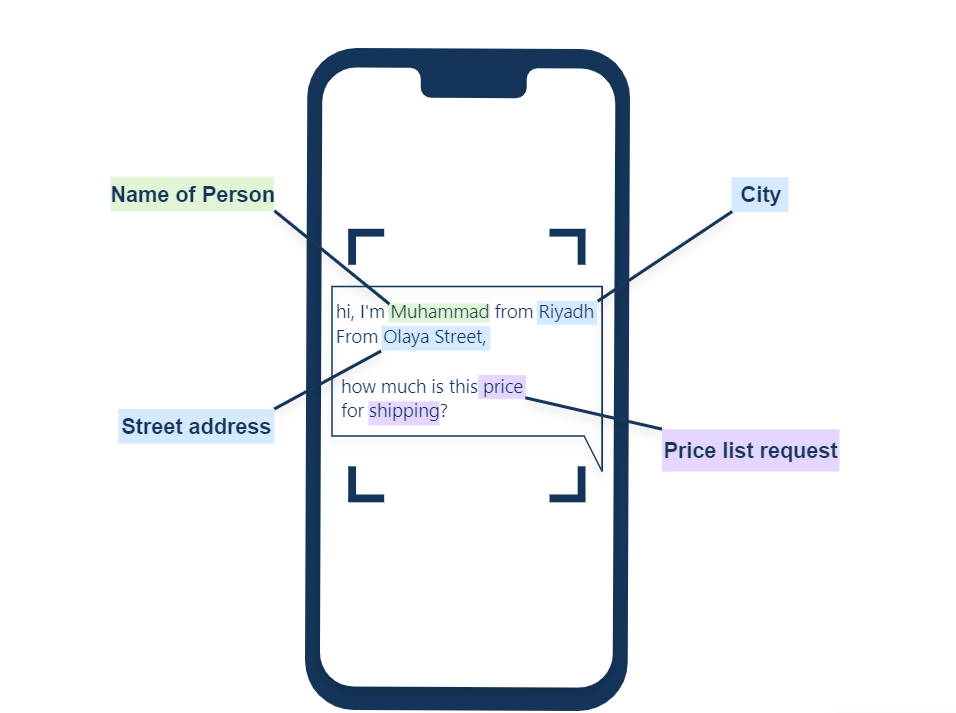 Name of Person
City
hi, I'm Muhammad from Riyadh
From Olaya Street,
how much is this price
for shipping?
Street address
Price list request